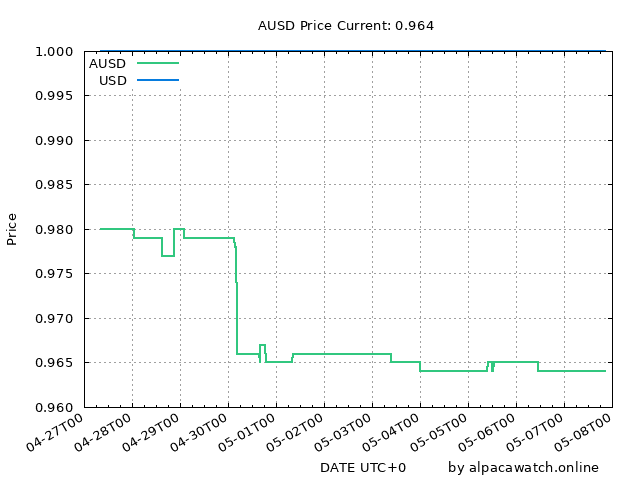 AUSD Price Current: 0.964
1.000
AUSD
USD
0.995
0.990
0.985
0.980
0.975
0.970
0.965
0.960
Price
04-27T00
04-28T00
04-29T00
04-30T00
05-01T00
05-02T00
05-03T00
05-04T00
05-05T00
05-06T00
05-07T00
05-08T00
DATE UTC+0 by alpacawatch.online